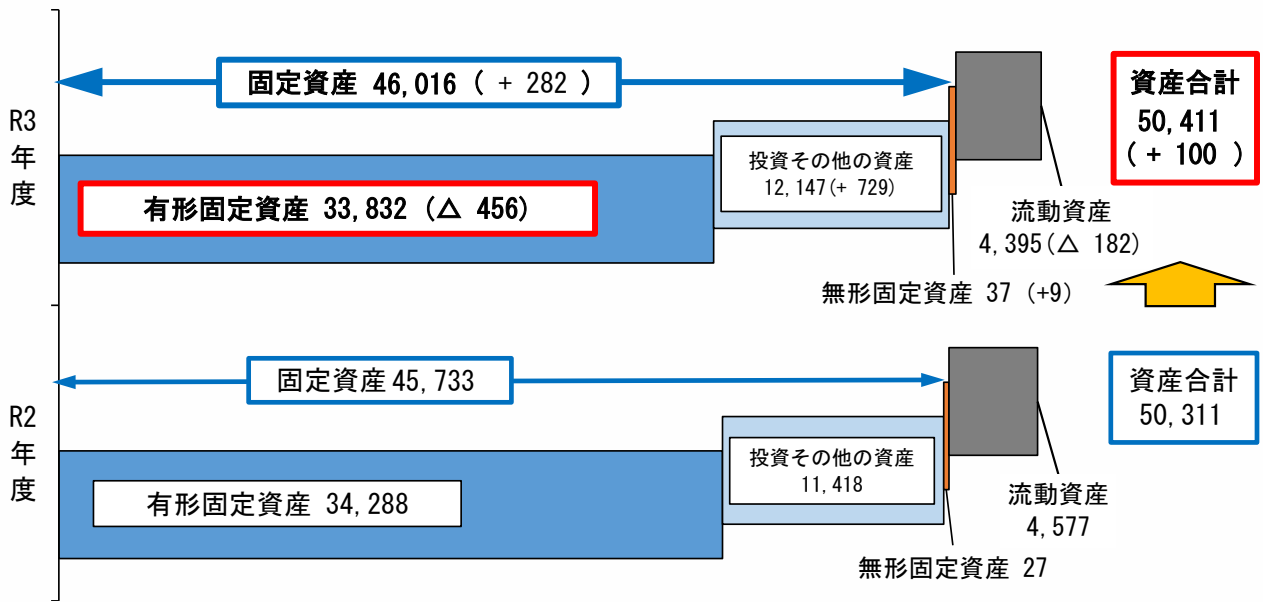 R3
年
度
固定資産 46,016 ( + 282 )
資産合計
50,411
( + 100 )
投資その他の資産
12,147(+ 729)
有形固定資産 33,832 (△ 456)
流動資産
4,395(△ 182)
無形固定資産 37 (+9)
R2
年
度
固定資産 45,733
資産合計
50,311
投資その他の資産
11,418
有形固定資産 34,288
流動資産
4,577
無形固定資産 27